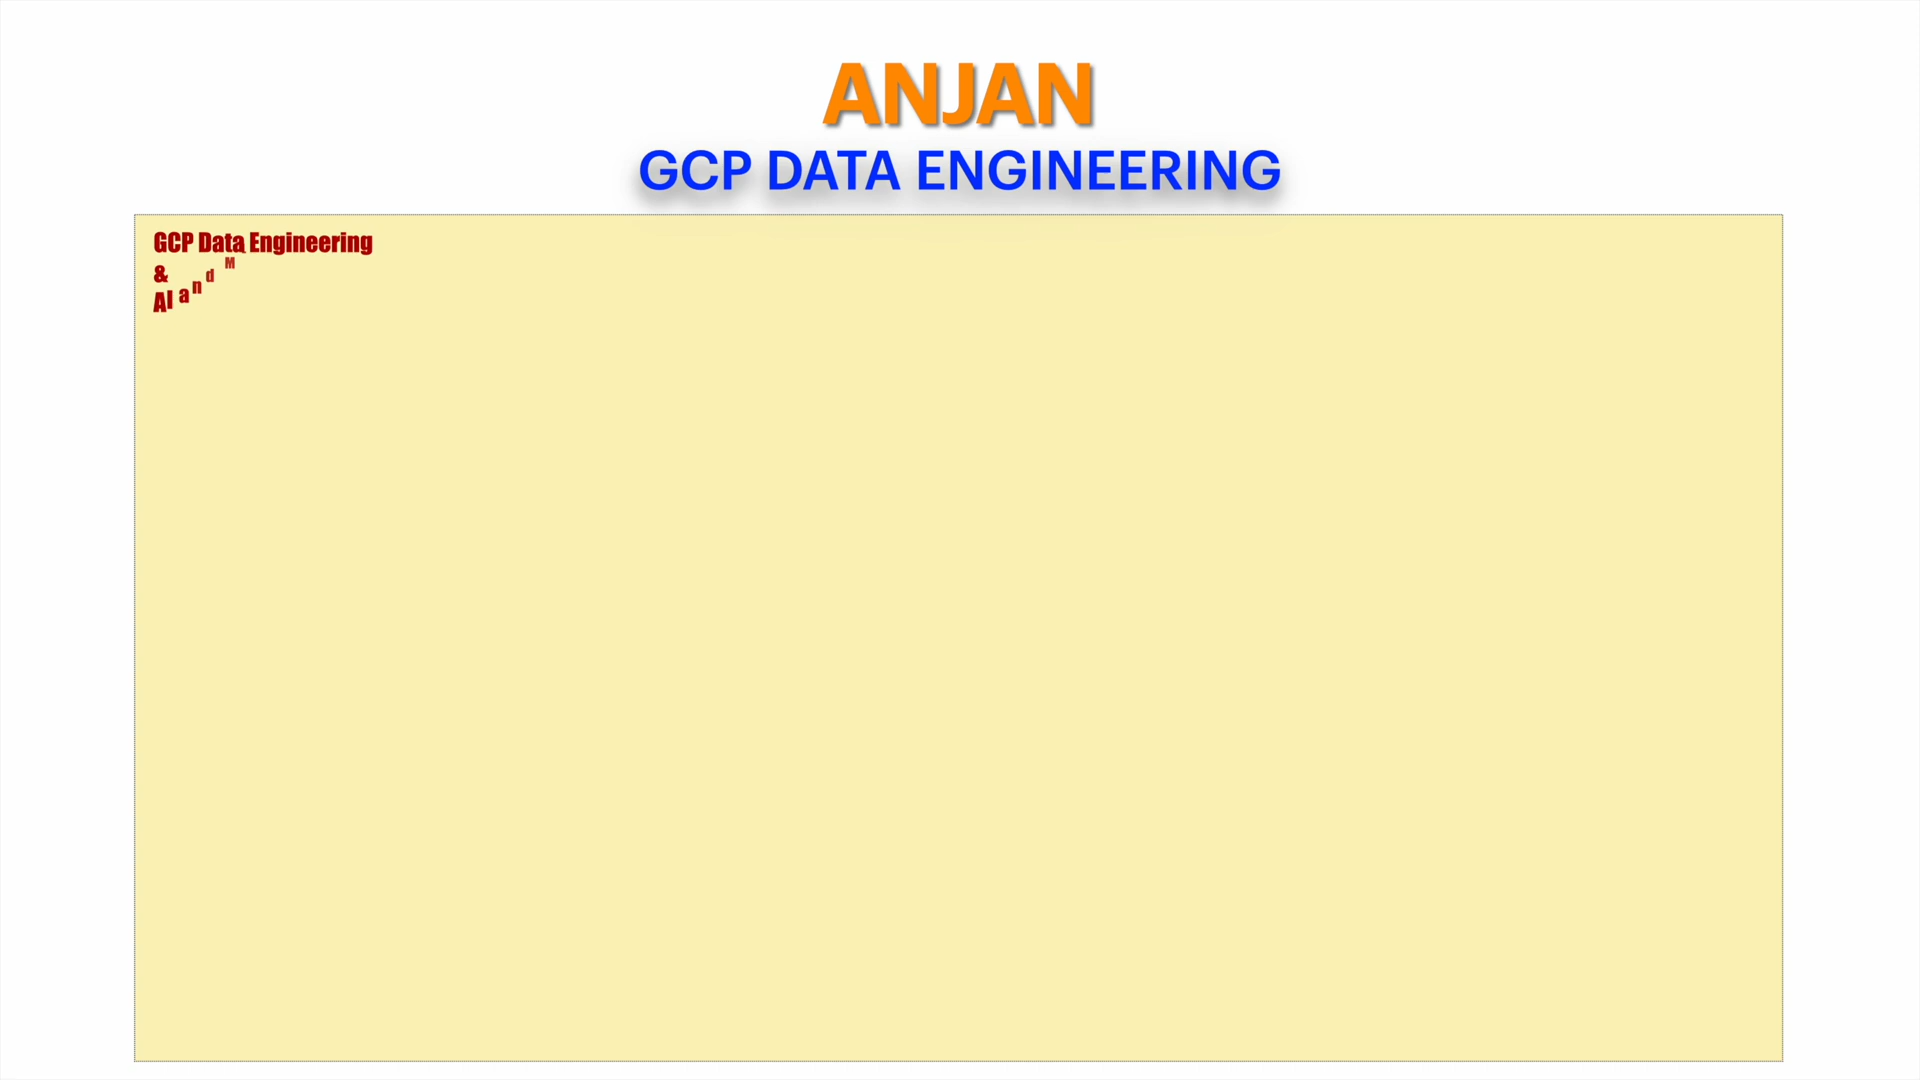 ANJAN
GCP DATA ENGINEERING
GCP Data Engineering
&
AI and M